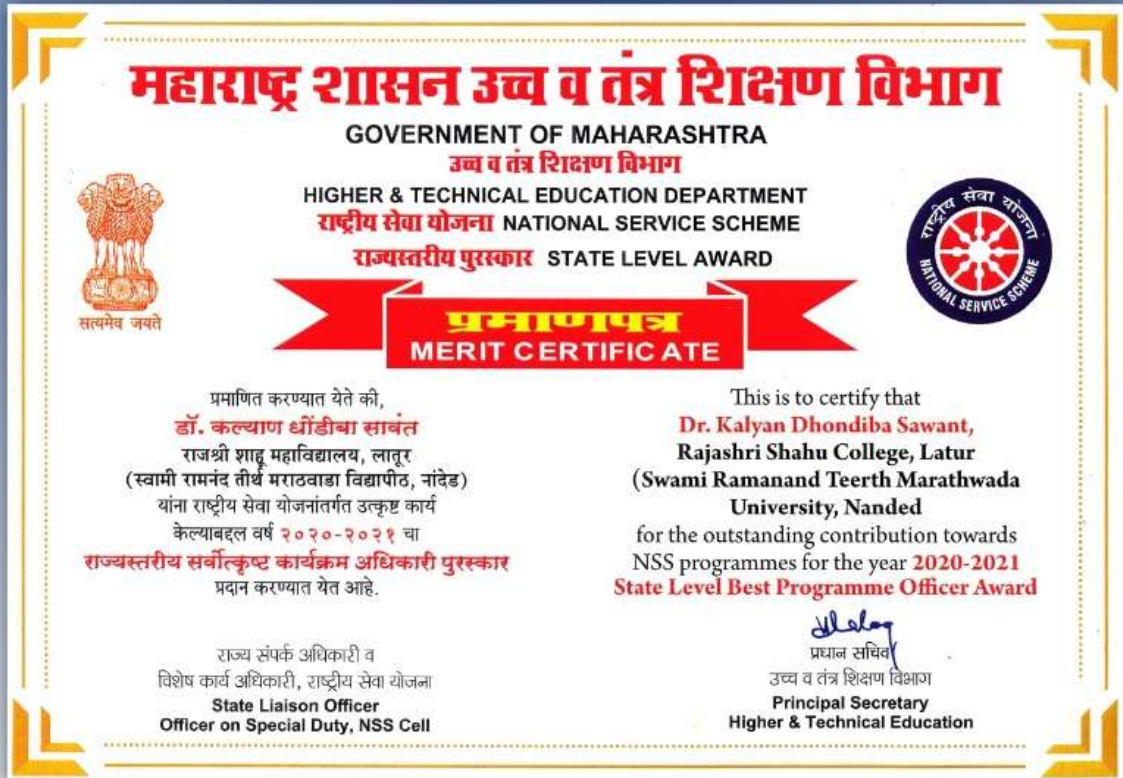 महाराष्ट्र शासन उच्च व तंत्र शिक्षण विभाग
GOVERNMENT OF MAHARASHTRA
उच्च व तंत्र शिक्षण विभाग
HIGHER & TECHNICAL EDUCATION DEPARTMENT
राष्ट्रीय सेवा योजना NATIONAL SERVICE SCHEME
राज्यस्तरीय पुरस्कार STATE LEVEL AWARD
सत्यमेव जयते
राष्ट्रीय सेवा योजना
NATIONAL SERVICE SCHEME
प्रमाणपत्र
MERIT CERTIFICATE
प्रमाणित करण्यात येते की,
डॉ. कल्याण धोंडीबा सावंत
राजश्री शाहू महाविद्यालय, लातूर
(स्वामी रामनंद तीर्थ मराठवाडा विद्यापीठ, नांदेड)
यांना राष्ट्रीय सेवा योजनांतर्गत उत्कृष्ट कार्य
केल्याबद्दल वर्ष २०२०-२०२१ चा
राज्यस्तरीय सर्वोत्कृष्ट कार्यक्रम अधिकारी पुरस्कार
प्रदान करण्यात येत आहे.
राज्य संपर्क अधिकारी व
विशेष कार्य अधिकारी, राष्ट्रीय सेवा योजना
State Liaison Officer
Officer on Special Duty, NSS Cell
This is to certify that
Dr. Kalyan Dhondiba Sawant,
Rajashri Shahu College, Latur
(Swami Ramanand Teerth Marathwada
University, Nanded
for the outstanding contribution towards
NSS programmes for the year 2020-2021
State Level Best Programme Officer Award
प्रधान सचिव
उच्च व तंत्र शिक्षण विभाग
Principal Secretary
Higher & Technical Education